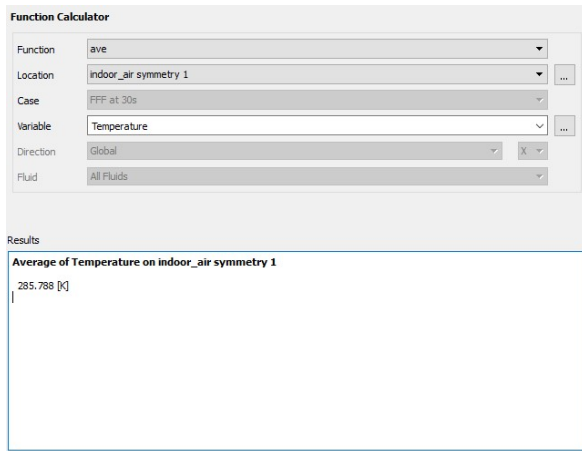 Function Calculator
Function ave
Location indoor_air symmetry 1 ...
Case FFF at 30s
Variable Temperature ...
Direction Global X
Fluid All Fluids
Results
Average of Temperature on indoor_air symmetry 1
285.788 [K]